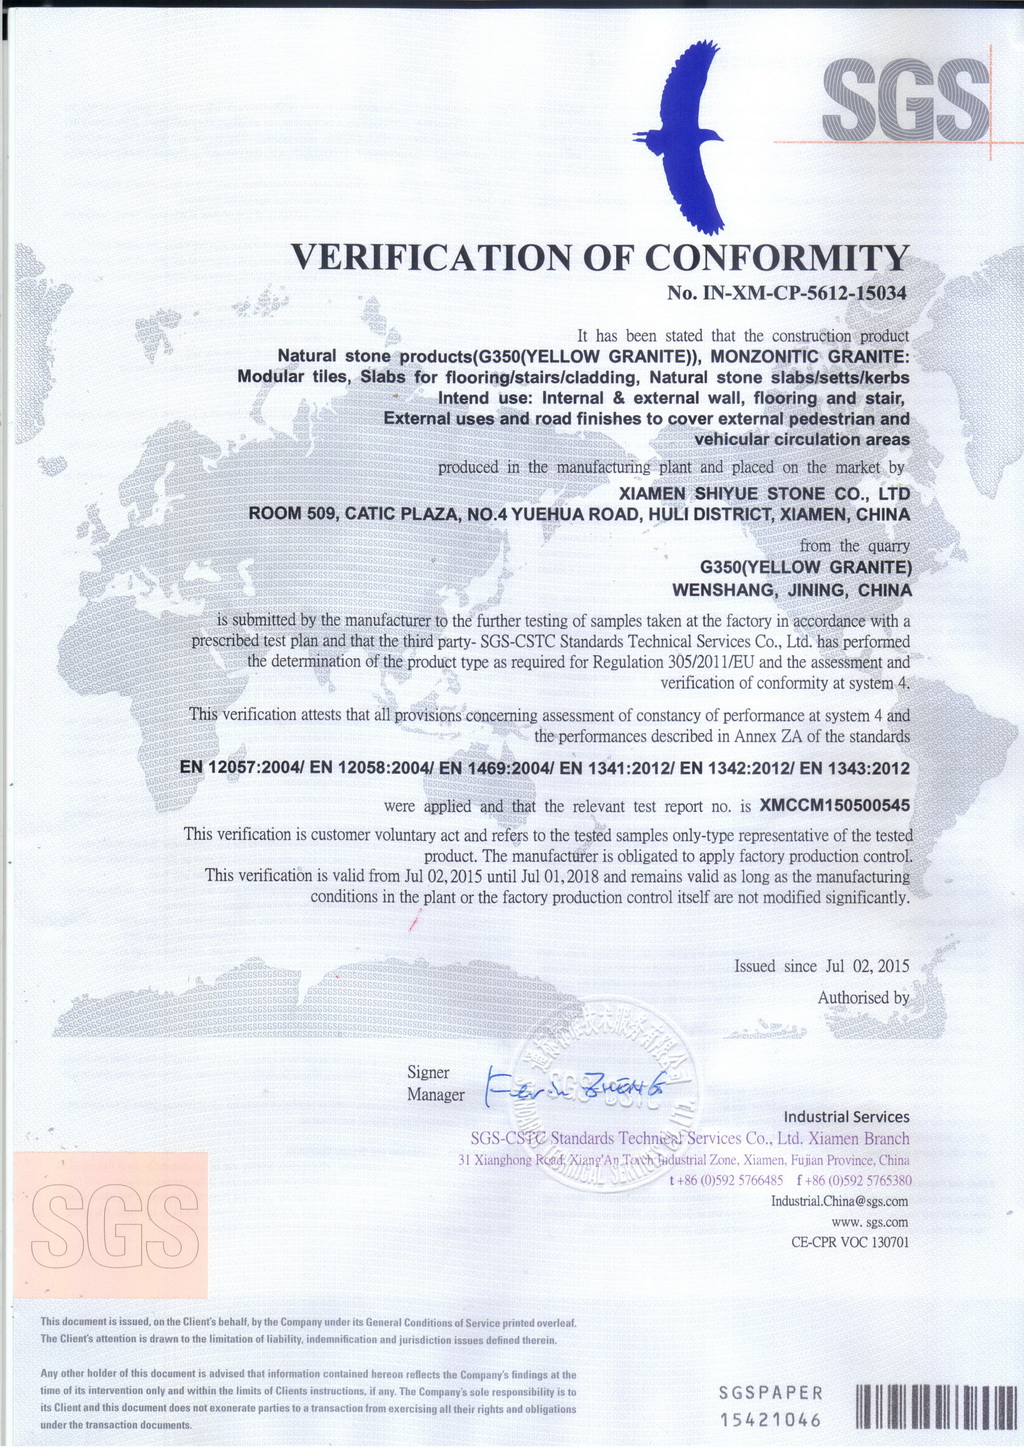 SGS
VERIFICATION OF CONFORMITY
No. IN-XM-CP-5612-15034
It has been stated that the construction product
Natural stone products(G350(YELLOW GRANITE)), MONZONITIC GRANITE:
Modular tiles, Slabs for flooring/stairs/cladding, Natural stone slabs/setts/kerbs
Intend use: Internal & external wall, flooring and stair,
External uses and road finishes to cover external pedestrian and
vehicular circulation areas
produced in the manufacturing plant and placed on the market by
XIAMEN SHIYUE STONE CO., LTD
ROOM 509, CATIC PLAZA, NO.4 YUEHUA ROAD, HULI DISTRICT, XIAMEN, CHINA
from the quarry
G350(YELLOW GRANITE)
WENSHANG, JINING, CHINA
is submitted by the manufacturer to the further testing of samples taken at the factory in accordance with a
prescribed test plan and that the third party- SGS-CSTC Standards Technical Services Co., Ltd. has performed
the determination of the product type as required for Regulation 305/2011/EU and the assessment and
verification of conformity at system 4.
This verification attests that all provisions concerning assessment of constancy of performance at system 4 and
the performances described in Annex ZA of the standards
EN 12057:2004/ EN 12058:2004/ EN 1469:2004/ EN 1341:2012/ EN 1342:2012/ EN 1343:2012
were applied and that the relevant test report no. is XMCCM150500545
This verification is customer voluntary act and refers to the tested samples only-type representative of the tested
product. The manufacturer is obligated to apply factory production control.
This verification is valid from Jul 02, 2015 until Jul 01, 2018 and remains valid as long as the manufacturing
conditions in the plant or the factory production control itself are not modified significantly.
Issued since Jul 02, 2015
Authorised by
Signer
Manager
Kevin ZHENG
Industrial Services
SGS-CSTC Standards Technical Services Co., Ltd. Xiamen Branch
31 Xianghong Road, Xiang'An Torch Industrial Zone, Xiamen, Fujian Province, China
t +86 (0)592 5766485 f +86 (0)592 5765380
Industrial.China@sgs.com
www. sgs.com
CE-CPR VOC 130701
SGS
This document is issued, on the Client's behalf, by the Company under its General Conditions of Service printed overleaf.
The Client's attention is drawn to the limitation of liability, indemnification and jurisdiction issues defined therein.
Any other holder of this document is advised that information contained hereon reflects the Company's findings at the
time of its intervention only and within the limits of Clients instructions, if any. The Company's sole responsibility is to
its Client and this document does not exonerate parties to a transaction from exercising all their rights and obligations
under the transaction documents.
SGSPAPER
15421046